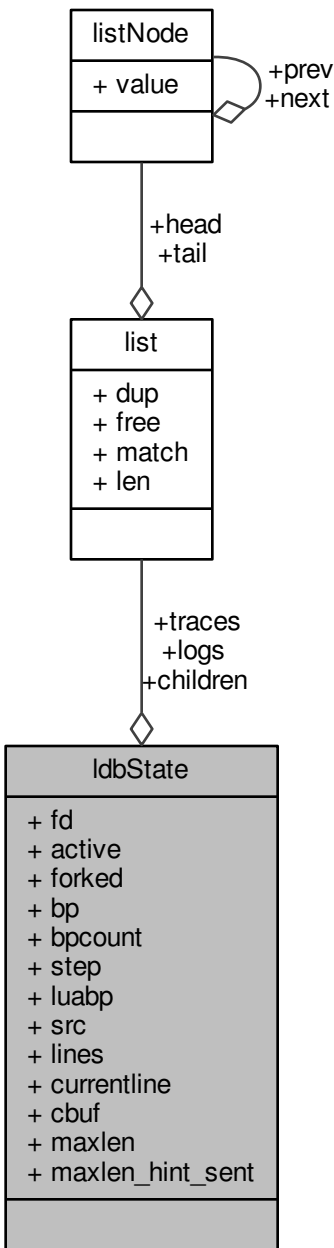 listNode
+ value
+prev
+next
+head
+tail
list
+ dup
+ free
+ match
+ len
+traces
+logs
+children
ldbState
+ fd
+ active
+ forked
+ bp
+ bpcount
+ step
+ luabp
+ src
+ lines
+ currentline
+ cbuf
+ maxlen
+ maxlen_hint_sent